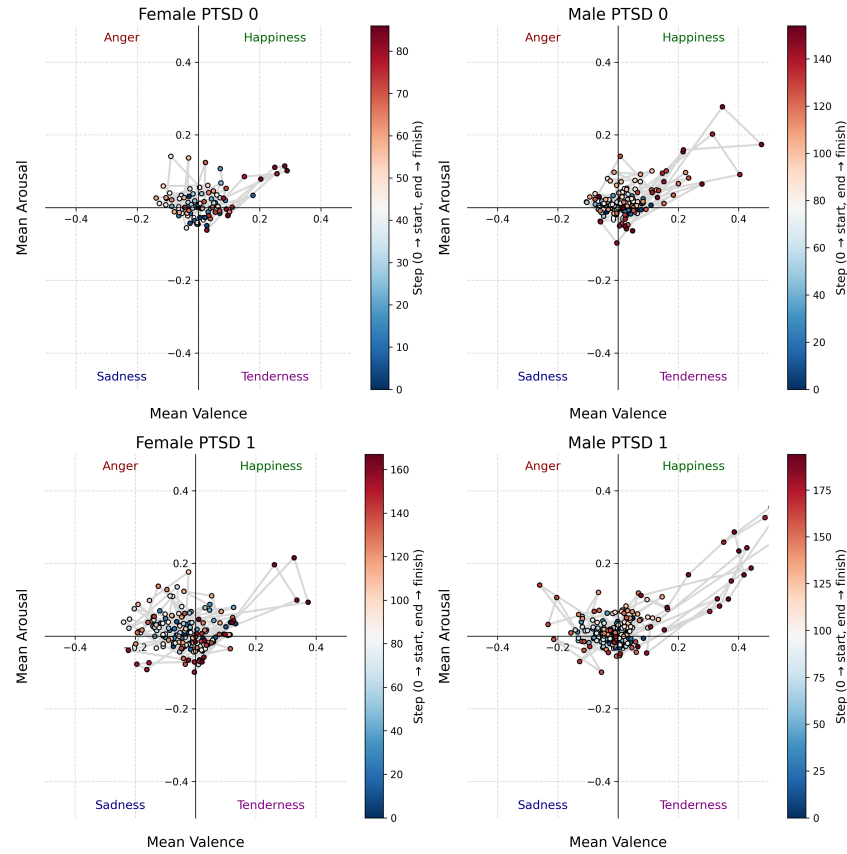 Female PTSD 0
Anger
Happiness
0.4
0.2
−0.4
−0.2
0.2
0.4
−0.2
−0.4
Sadness
Tenderness
Mean Arousal
Mean Valence
80
70
60
50
40
30
20
10
0
Step (0 → start, end → finish)
Male PTSD 0
Anger
Happiness
0.4
0.2
−0.4
−0.2
0.2
0.4
−0.2
−0.4
Sadness
Tenderness
Mean Arousal
Mean Valence
140
120
100
80
60
40
20
0
Step (0 → start, end → finish)
Female PTSD 1
Anger
Happiness
0.4
0.2
−0.4
−0.2
0.2
0.4
−0.2
−0.4
Sadness
Tenderness
Mean Arousal
Mean Valence
160
140
120
100
80
60
40
20
0
Step (0 → start, end → finish)
Male PTSD 1
Anger
Happiness
0.4
0.2
−0.4
−0.2
0.2
0.4
−0.2
−0.4
Sadness
Tenderness
Mean Arousal
Mean Valence
175
150
125
100
75
50
25
0
Step (0 → start, end → finish)